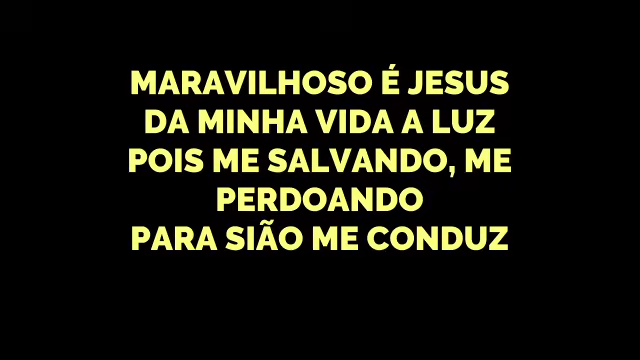 MARAVILHOSO É JESUS
DA MINHA VIDA A LUZ
POIS ME SALVANDO, ME
PERDOANDO
PARA SIÃO ME CONDUZ